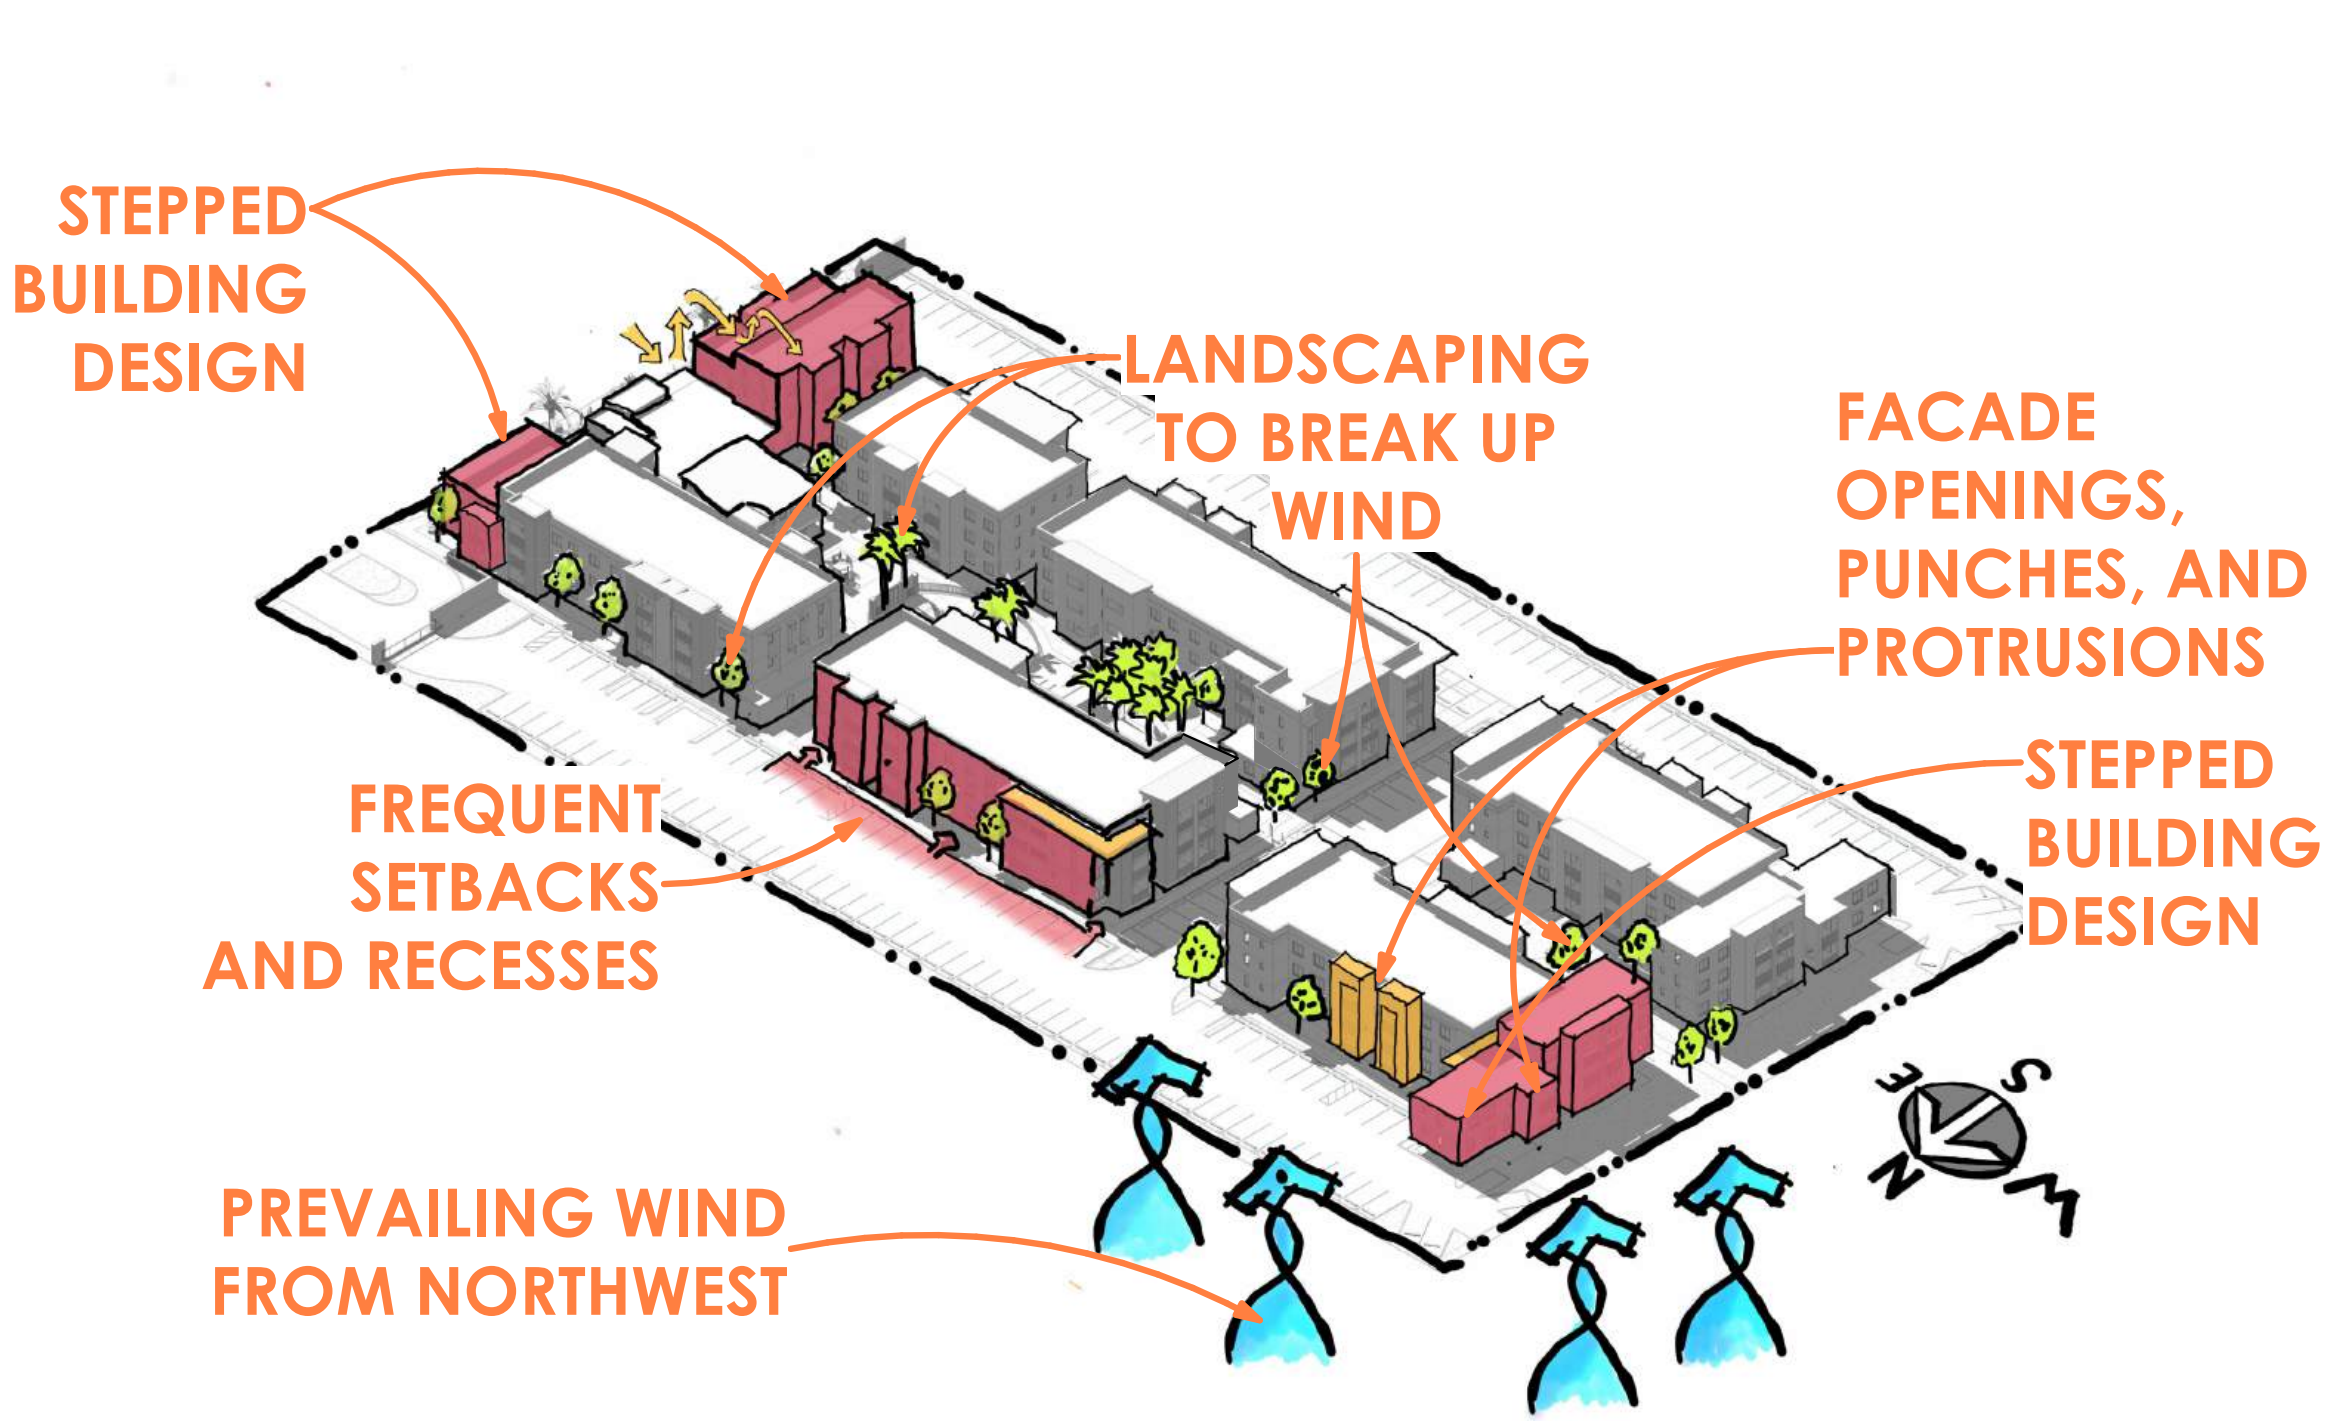 STEPPED
BUILDING
DESIGN
LANDSCAPING
TO BREAK UP
WIND
FACADE
OPENINGS,
PUNCHES, AND
PROTRUSIONS
STEPPED
BUILDING
DESIGN
FREQUENT
SETBACKS
AND RECESSES
PREVAILING WIND
FROM NORTHWEST
E
S
N
W